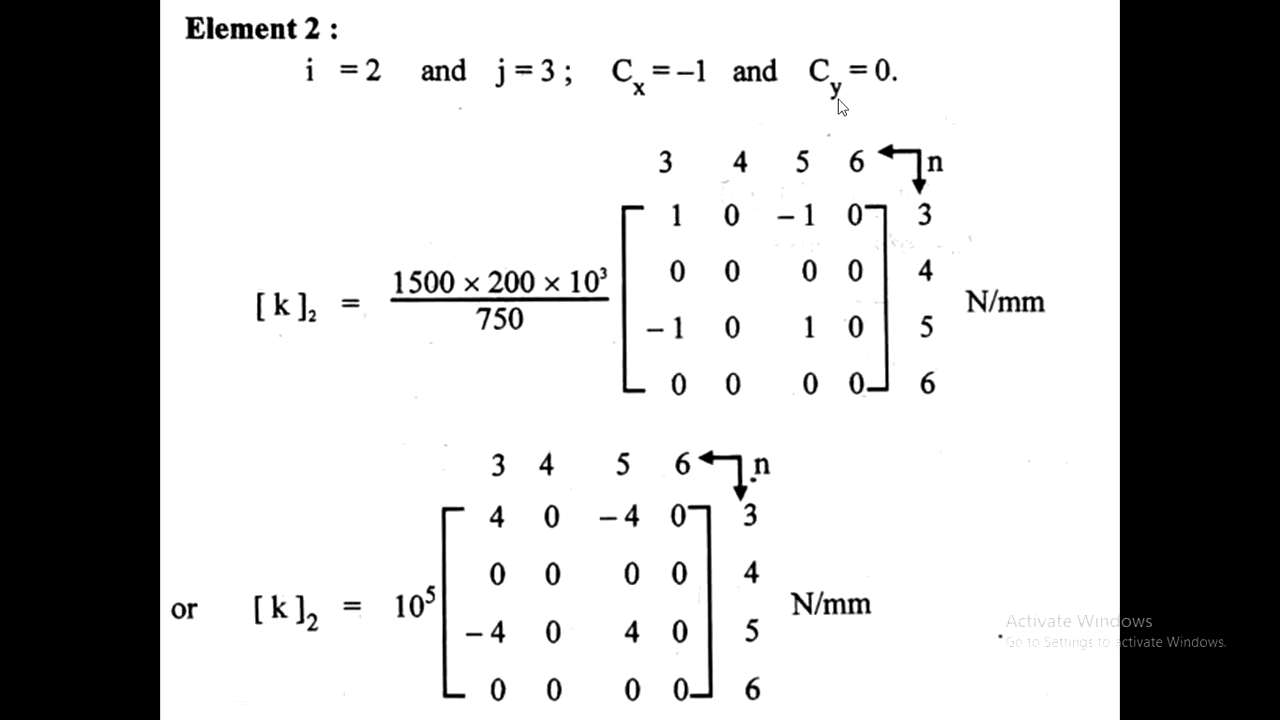 Element 2 :
i = 2 and j = 3 ; Cx = –1 and Cy = 0.
3 4 5 6 n
1 0 – 1 0 3
0 0 0 0 4
[ k ]2 = 1500 × 200 × 10³ / 750 N/mm
– 1 0 1 0 5
0 0 0 0 6
3 4 5 6 n
4 0 – 4 0 3
0 0 0 0 4
or [ k ]2 = 10⁵ N/mm
– 4 0 4 0 5
0 0 0 0 6
Activate Windows
Go to Settings to activate Windows.